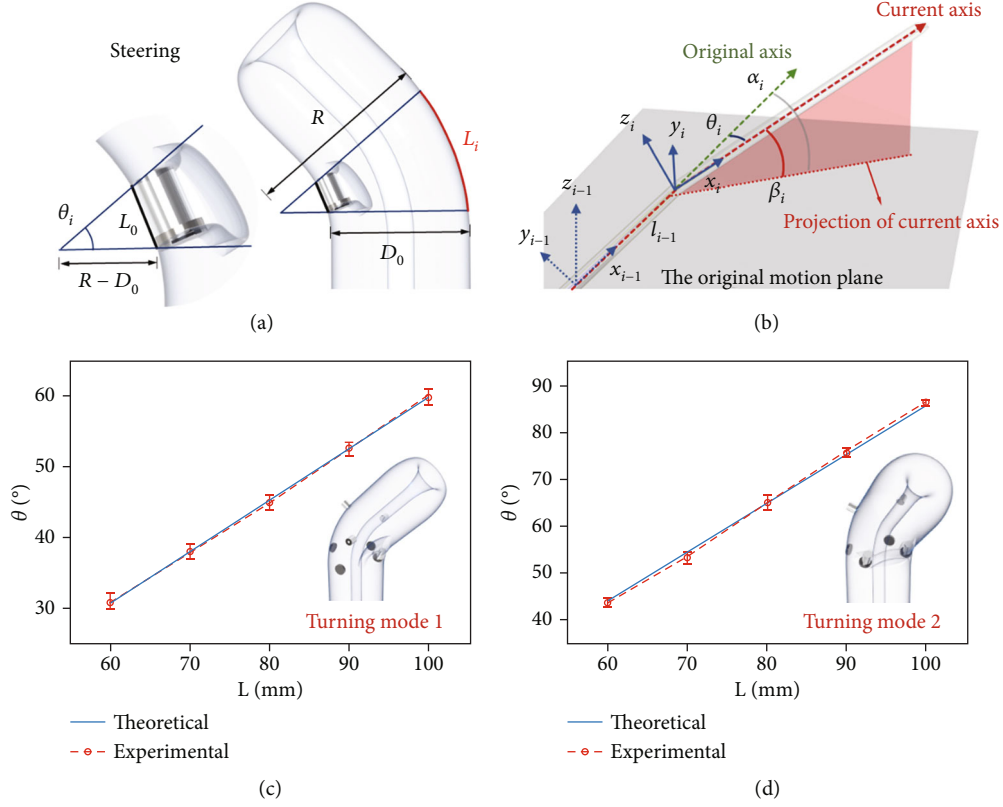 Steering
R
L_i
θ_i
L_0
R − D_0
D_0
(a)
Current axis
Original axis
α_i
z_i
y_i
θ_i
z_{i−1}
x_i
β_i
y_{i−1}
l_{i−1}
Projection of current axis
x_{i−1}
The original motion plane
(b)
60
50
40
30
θ (°)
Turning mode 1
60 70 80 90 100
L (mm)
Theoretical
Experimental
(c)
90
80
70
60
50
40
θ (°)
Turning mode 2
60 70 80 90 100
L (mm)
Theoretical
Experimental
(d)